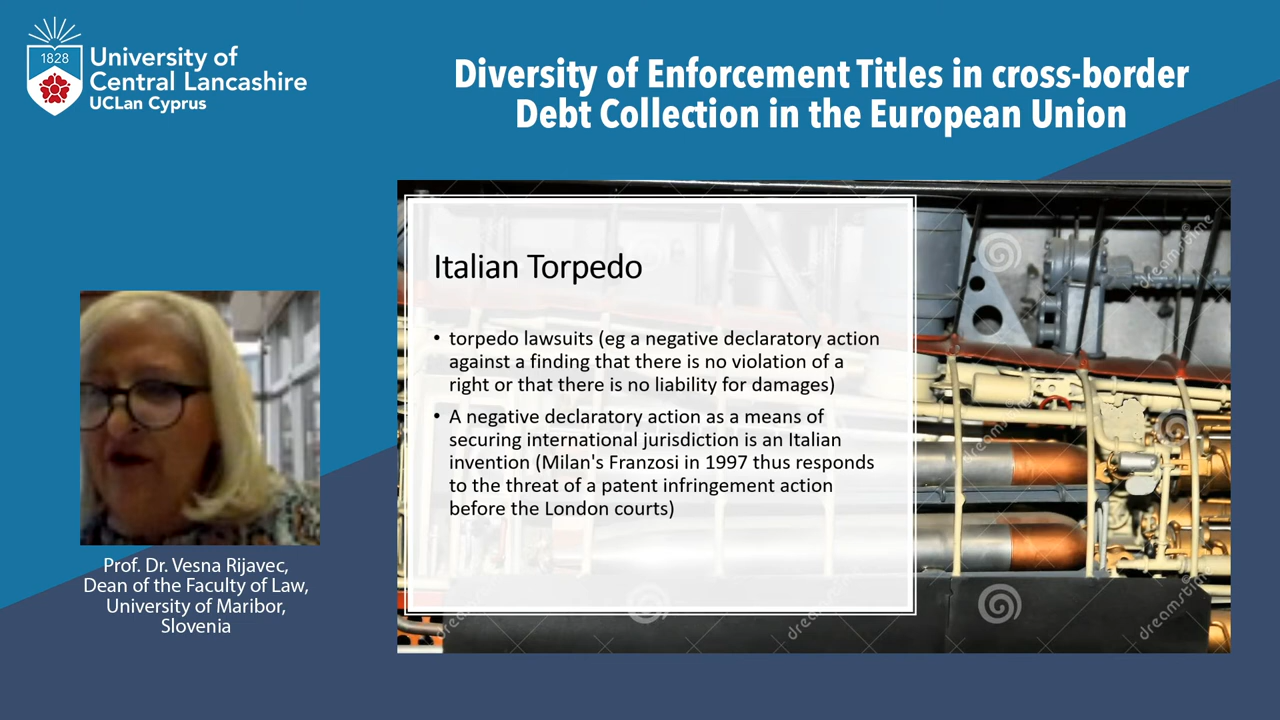 1828
University of
Central Lancashire
UCLan Cyprus
Diversity of Enforcement Titles in cross-border
Debt Collection in the European Union
Italian Torpedo
• torpedo lawsuits (eg a negative declaratory action
against a finding that there is no violation of a
right or that there is no liability for damages)
• A negative declaratory action as a means of
securing international jurisdiction is an Italian
invention (Milan's Franzosi in 1997 thus responds
to the threat of a patent infringement action
before the London courts)
Prof. Dr. Vesna Rijavec,
Dean of the Faculty of Law,
University of Maribor,
Slovenia
dreamstime
dreamstime
dreamstime